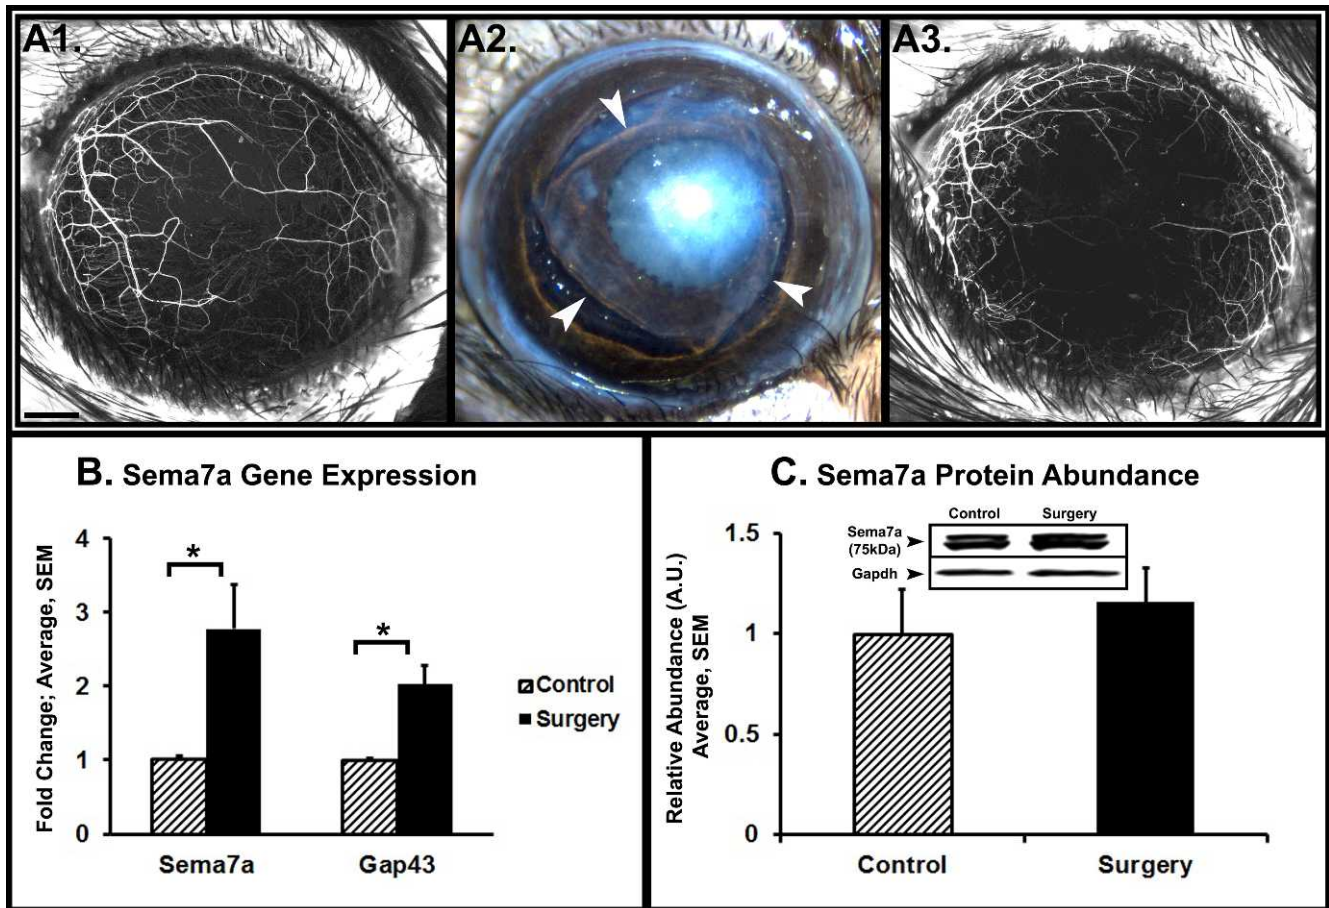 A1.
A2.
A3.
B. Sema7a Gene Expression
Fold Change; Average, SEM
4
3
2
1
0
*
*
Sema7a
Gap43
Control
Surgery
C. Sema7a Protein Abundance
Relative Abundance (A.U.)
Average, SEM
1.5
1
0.5
0
Control Surgery
Sema7a
(75kDa)
Gapdh
Control
Surgery